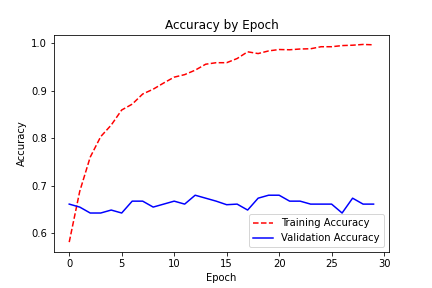 Accuracy by Epoch
1.0
0.9
0.8
0.7
0.6
Accuracy
Training Accuracy
Validation Accuracy
0 5 10 15 20 25 30
Epoch